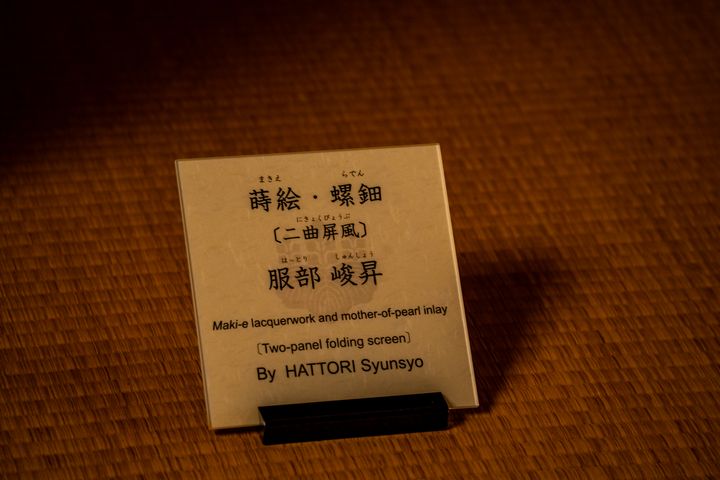 まきえ らでん
蒔絵・螺鈿
にきょくびょうぶ
〔二曲屏風〕
はっとり しゅんしょう
服部 峻昇
Maki-e lacquerwork and mother-of-pearl inlay
〔Two-panel folding screen〕
By HATTORI Syunsyo